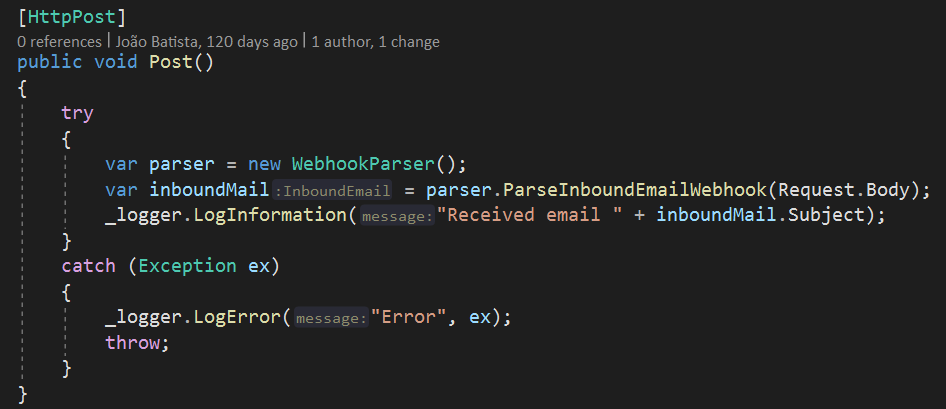 [HttpPost]
0 references | João Batista, 120 days ago | 1 author, 1 change
public void Post()
{
    try
    {
        var parser = new WebhookParser();
        var inboundMail :InboundEmail = parser.ParseInboundEmailWebhook(Request.Body);
        _logger.LogInformation( message: "Received email " + inboundMail.Subject);
    }
    catch (Exception ex)
    {
        _logger.LogError( message: "Error", ex);
        throw;
    }
}